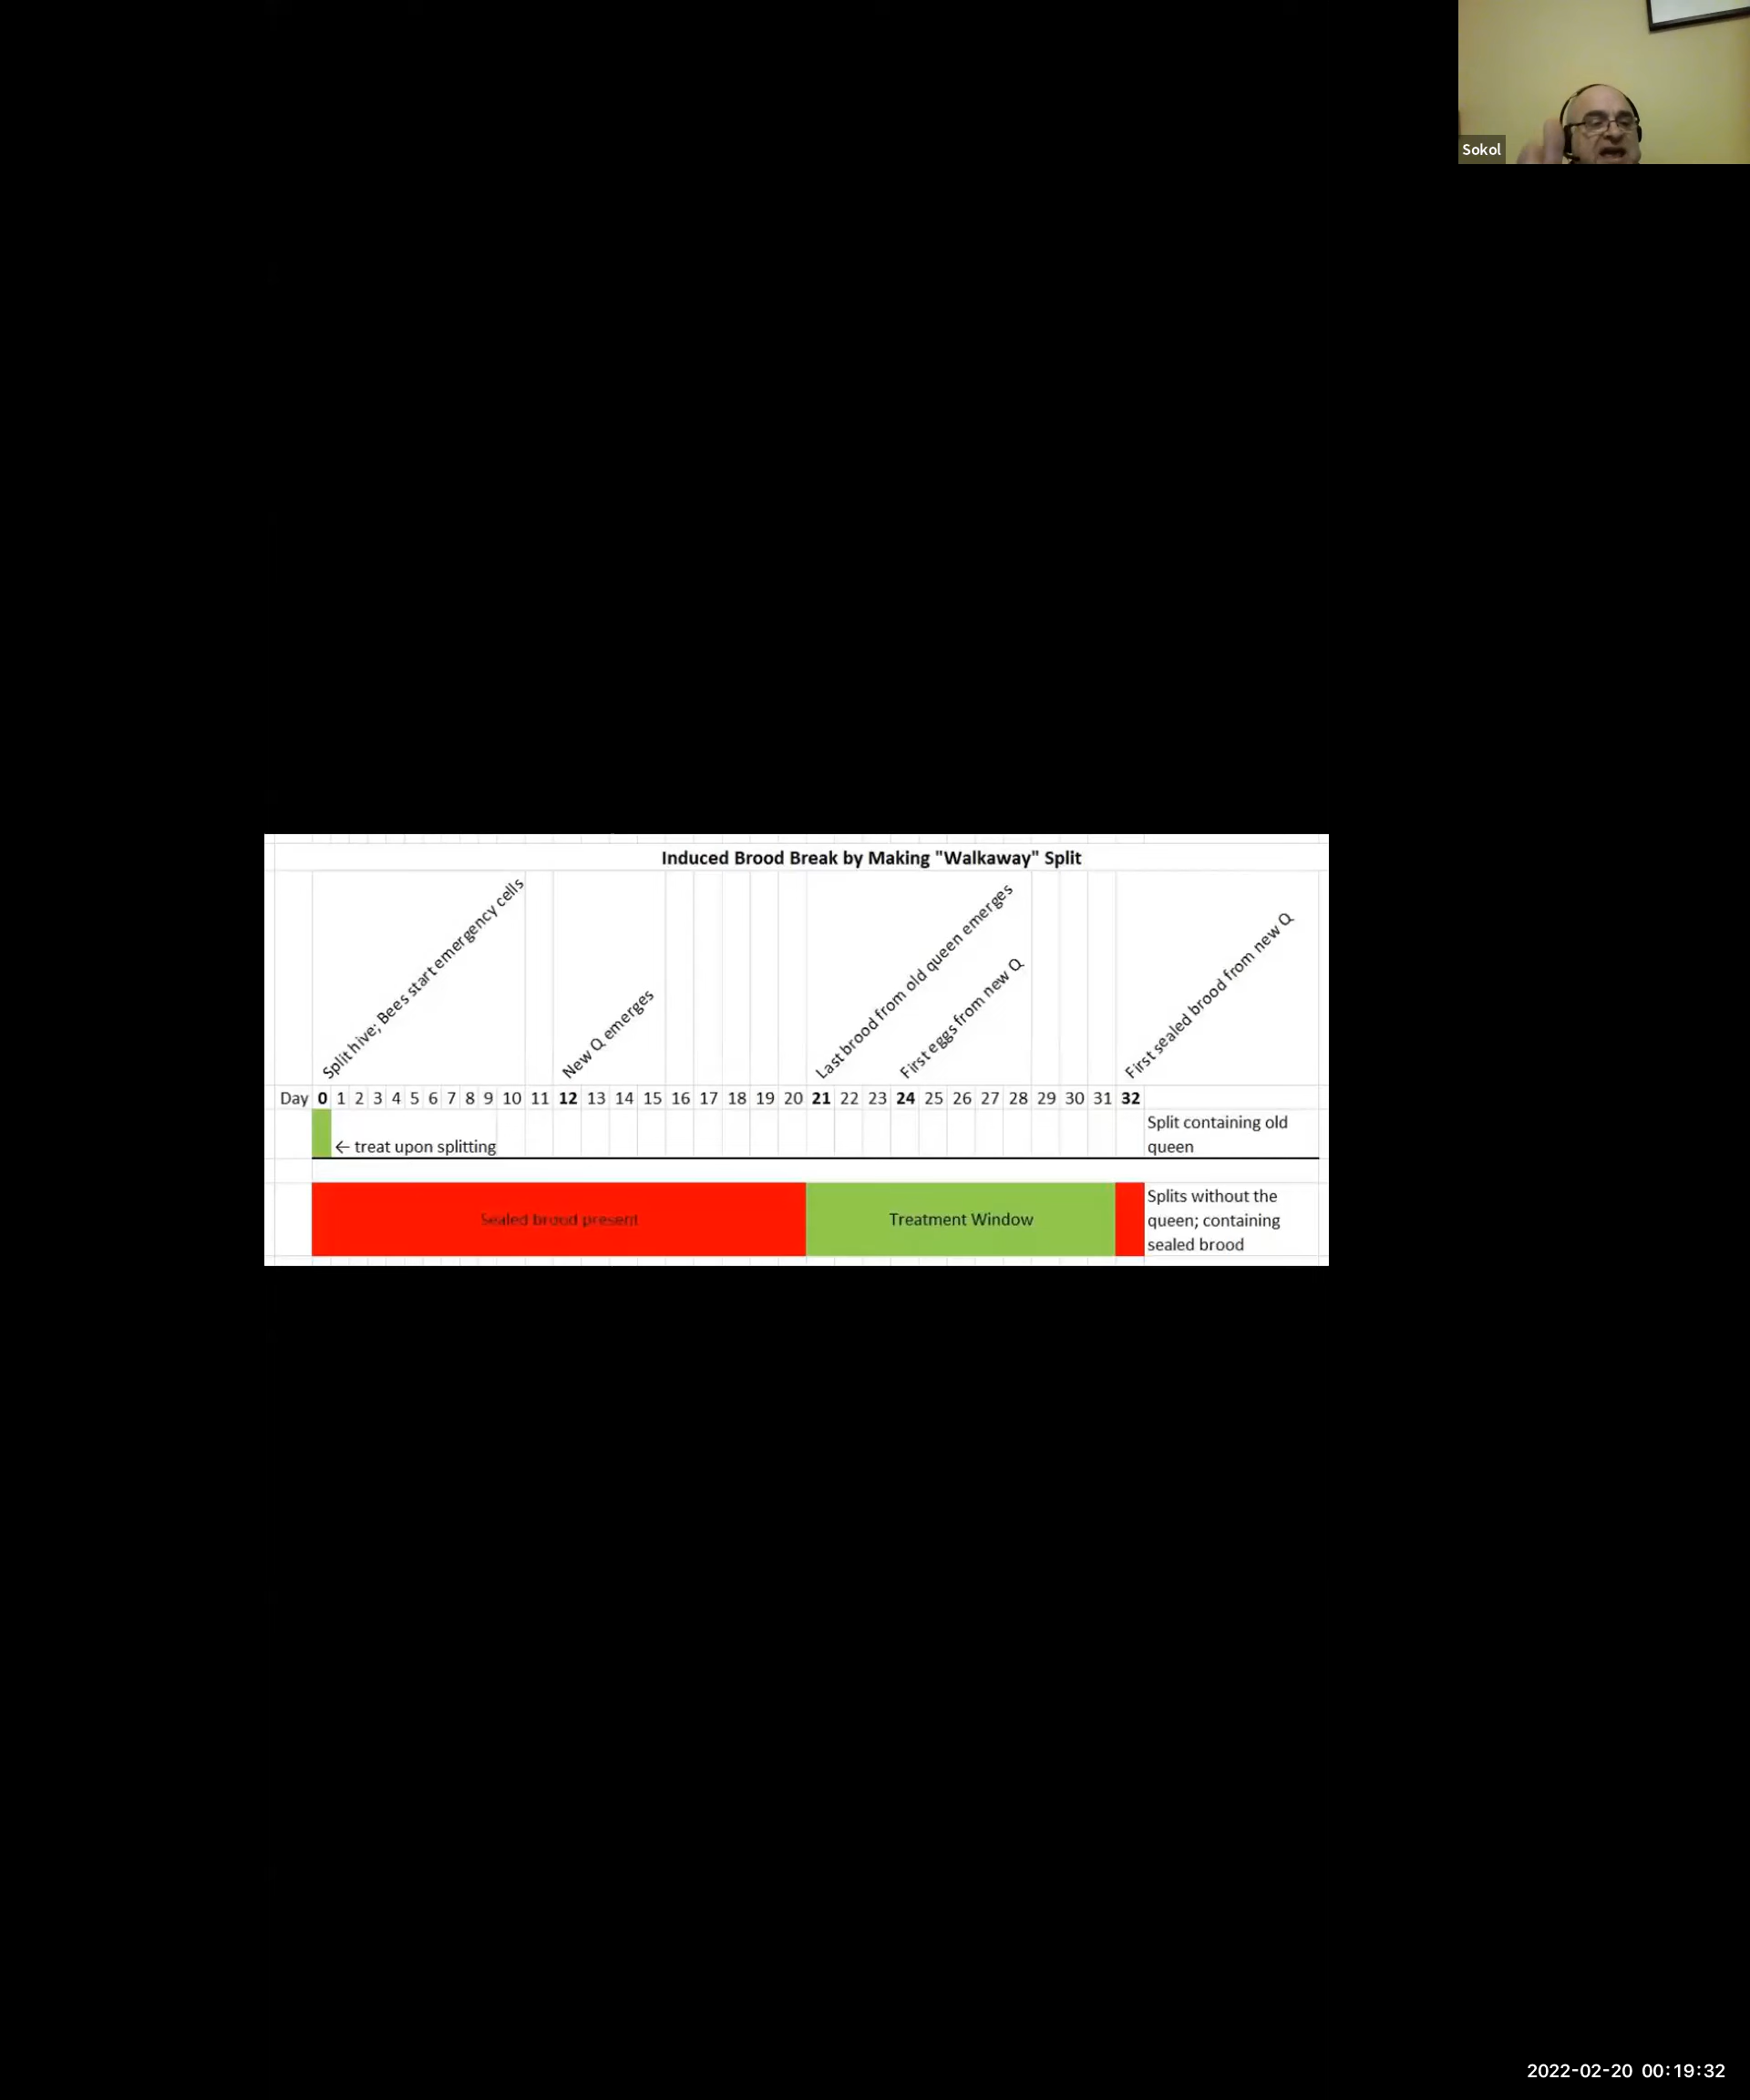 Sokol
Induced Brood Break by Making "Walkaway" Split
Split hive; Bees start emergency cells
New Q emerges
Last brood from old queen emerges
First eggs from new Q
First sealed brood from new Q
Day 0 1 2 3 4 5 6 7 8 9 10 11 12 13 14 15 16 17 18 19 20 21 22 23 24 25 26 27 28 29 30 31 32
Split containing old
queen
← treat upon splitting
Sealed brood present
Treatment Window
Splits without the
queen; containing
sealed brood
2022-02-20 00:19:32